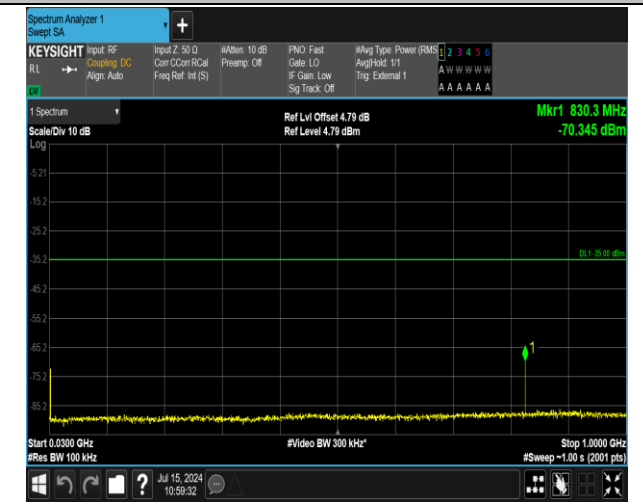 Spectrum Analyzer 1
Swept SA
+
KEYSIGHT Input: RF Input Z: 50 Ω #Atten: 10 dB PNO: Fast #Avg Type: Power (RMS 1 2 3 4 5 6
RL Coupling: DC Corr CCorr RCal Preamp: Off Gate: LO Avg|Hold: 1/1 A W W W W W
Align: Auto Freq Ref: Int (S) IF Gain: Low Trig: External 1
Sig Track: Off A A A A A A
1 Spectrum Ref Lvl Offset 4.79 dB Mkr1 830.3 MHz
Scale/Div 10 dB Ref Level 4.79 dBm -70.345 dBm
Log
-5.21
-15.2
-25.2
DL1 -35.00 dBm
-35.2
-45.2
-55.2
-65.2
1
-75.2
-85.2
Start 0.0300 GHz #Video BW 300 kHz* Stop 1.0000 GHz
#Res BW 100 kHz #Sweep ~1.00 s (2001 pts)
? Jul 15, 2024
10:59:32